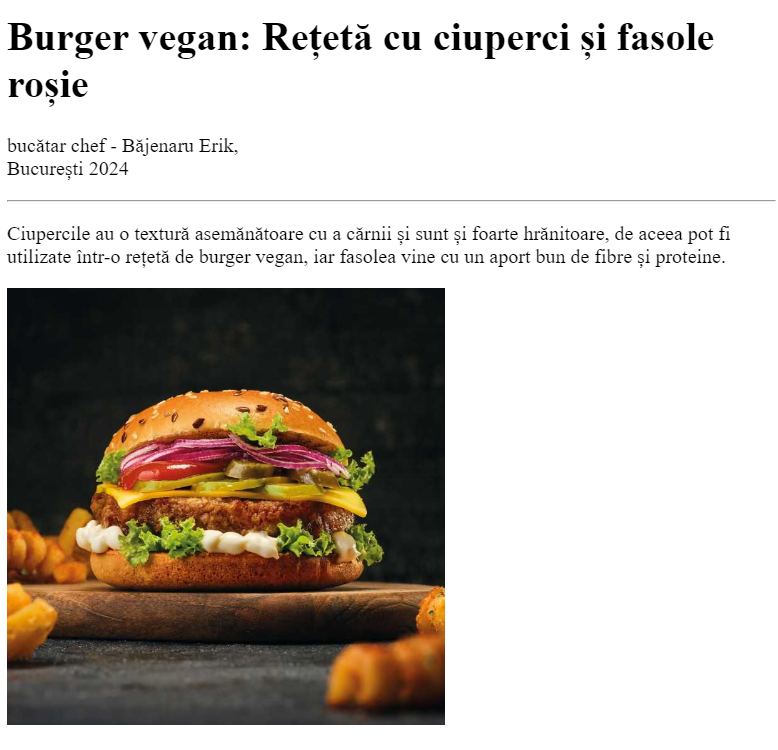 Burger vegan: Rețetă cu ciuperci și fasole
roșie
bucătar chef - Băjenaru Erik,
București 2024
Ciupercile au o textură asemănătoare cu a cărnii și sunt și foarte hrănitoare, de aceea pot fi
utilizate într-o rețetă de burger vegan, iar fasolea vine cu un aport bun de fibre și proteine.